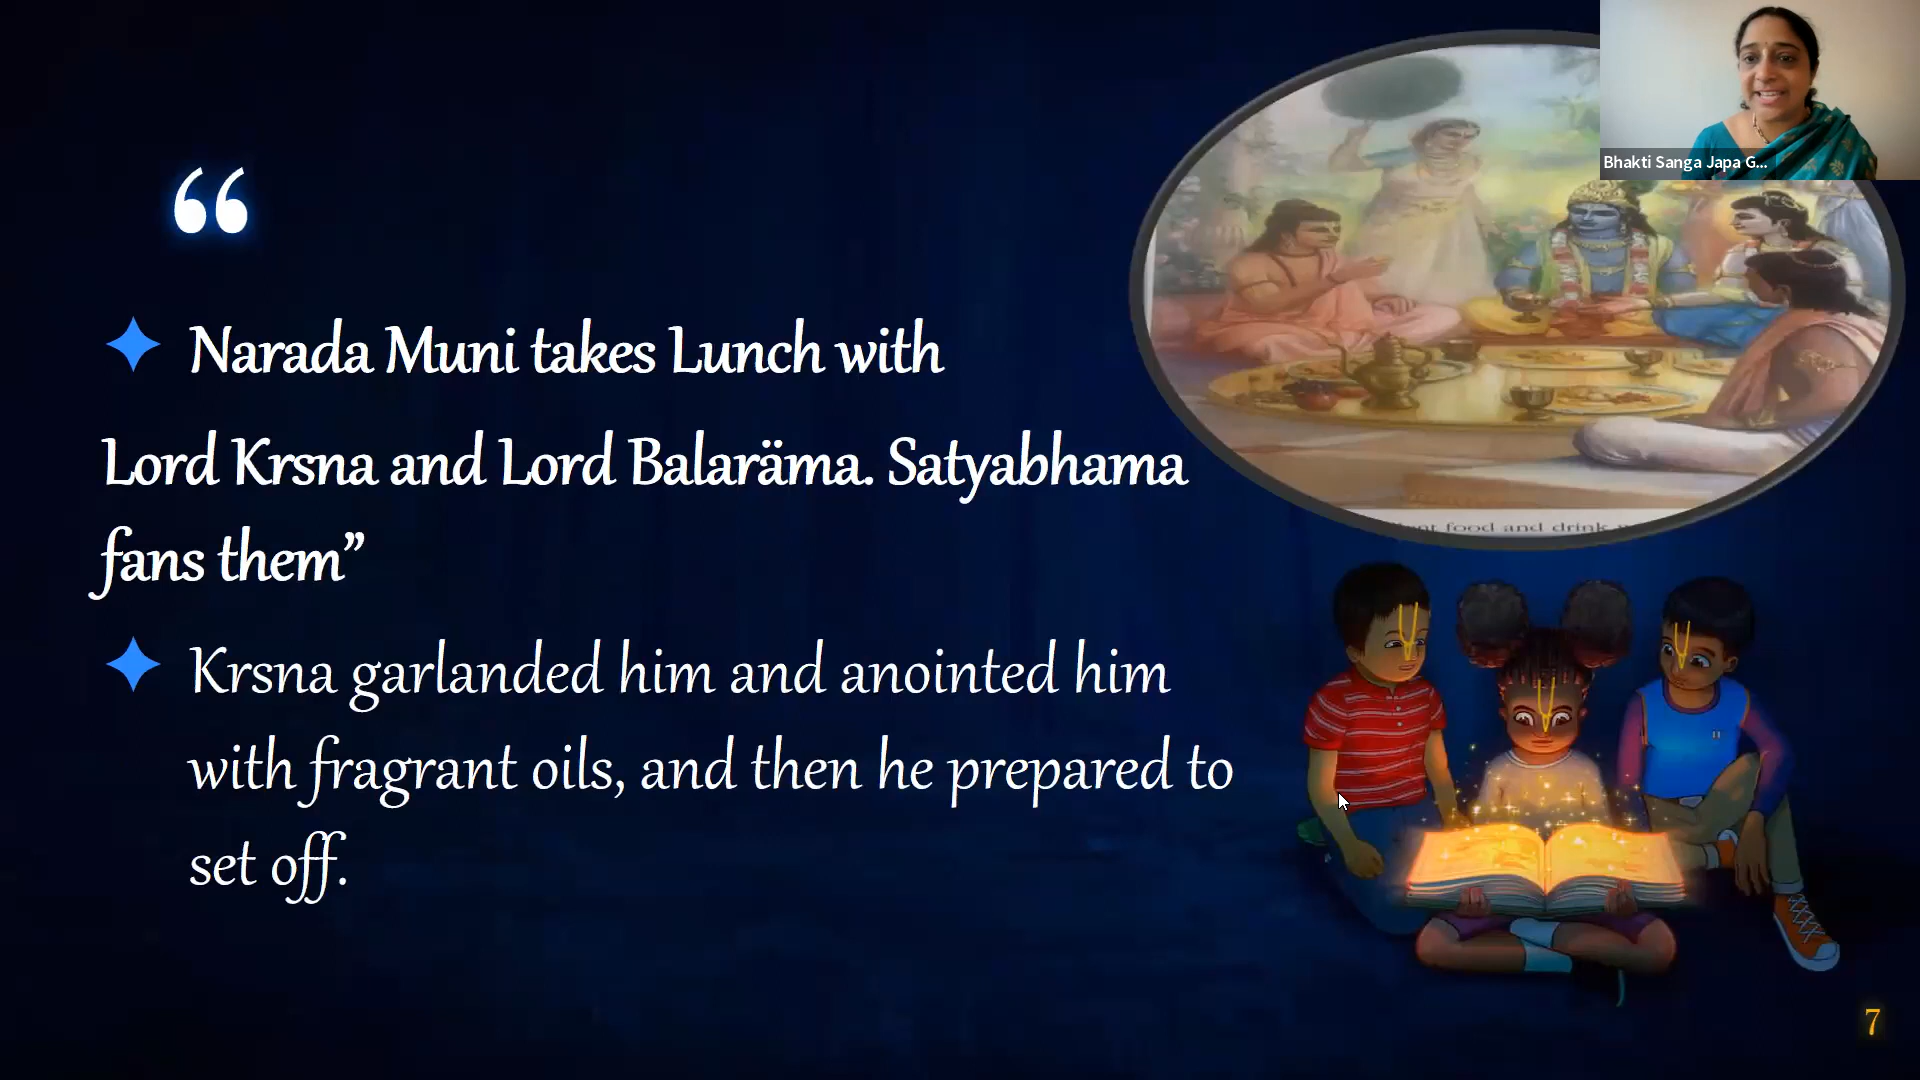 Bhakti Sanga Japa G...
“
Narada Muni takes Lunch with
Lord Krsna and Lord Balaräma. Satyabhama
fans them”
Krsna garlanded him and anointed him
with fragrant oils, and then he prepared to
set off.
food and drink
7